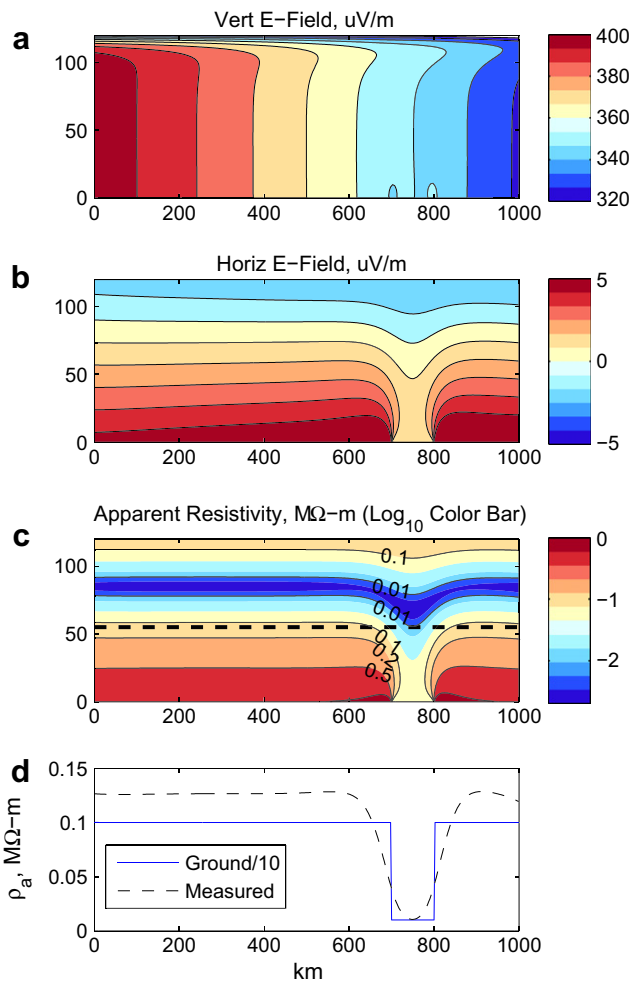 a
Vert E−Field, uV/m
100
50
0
0 200 400 600 800 1000
400
380
360
340
320
b
Horiz E−Field, uV/m
100
50
0
0 200 400 600 800 1000
5
0
−5
c
Apparent Resistivity, MΩ−m (Log10 Color Bar)
100
50
0
0.1
0.01
0.01
0.1
0.2
0.5
0 200 400 600 800 1000
0
−1
−2
d
0.15
0.1
0.05
0
ρa, MΩ−m
Ground/10
Measured
0 200 400 600 800 1000
km